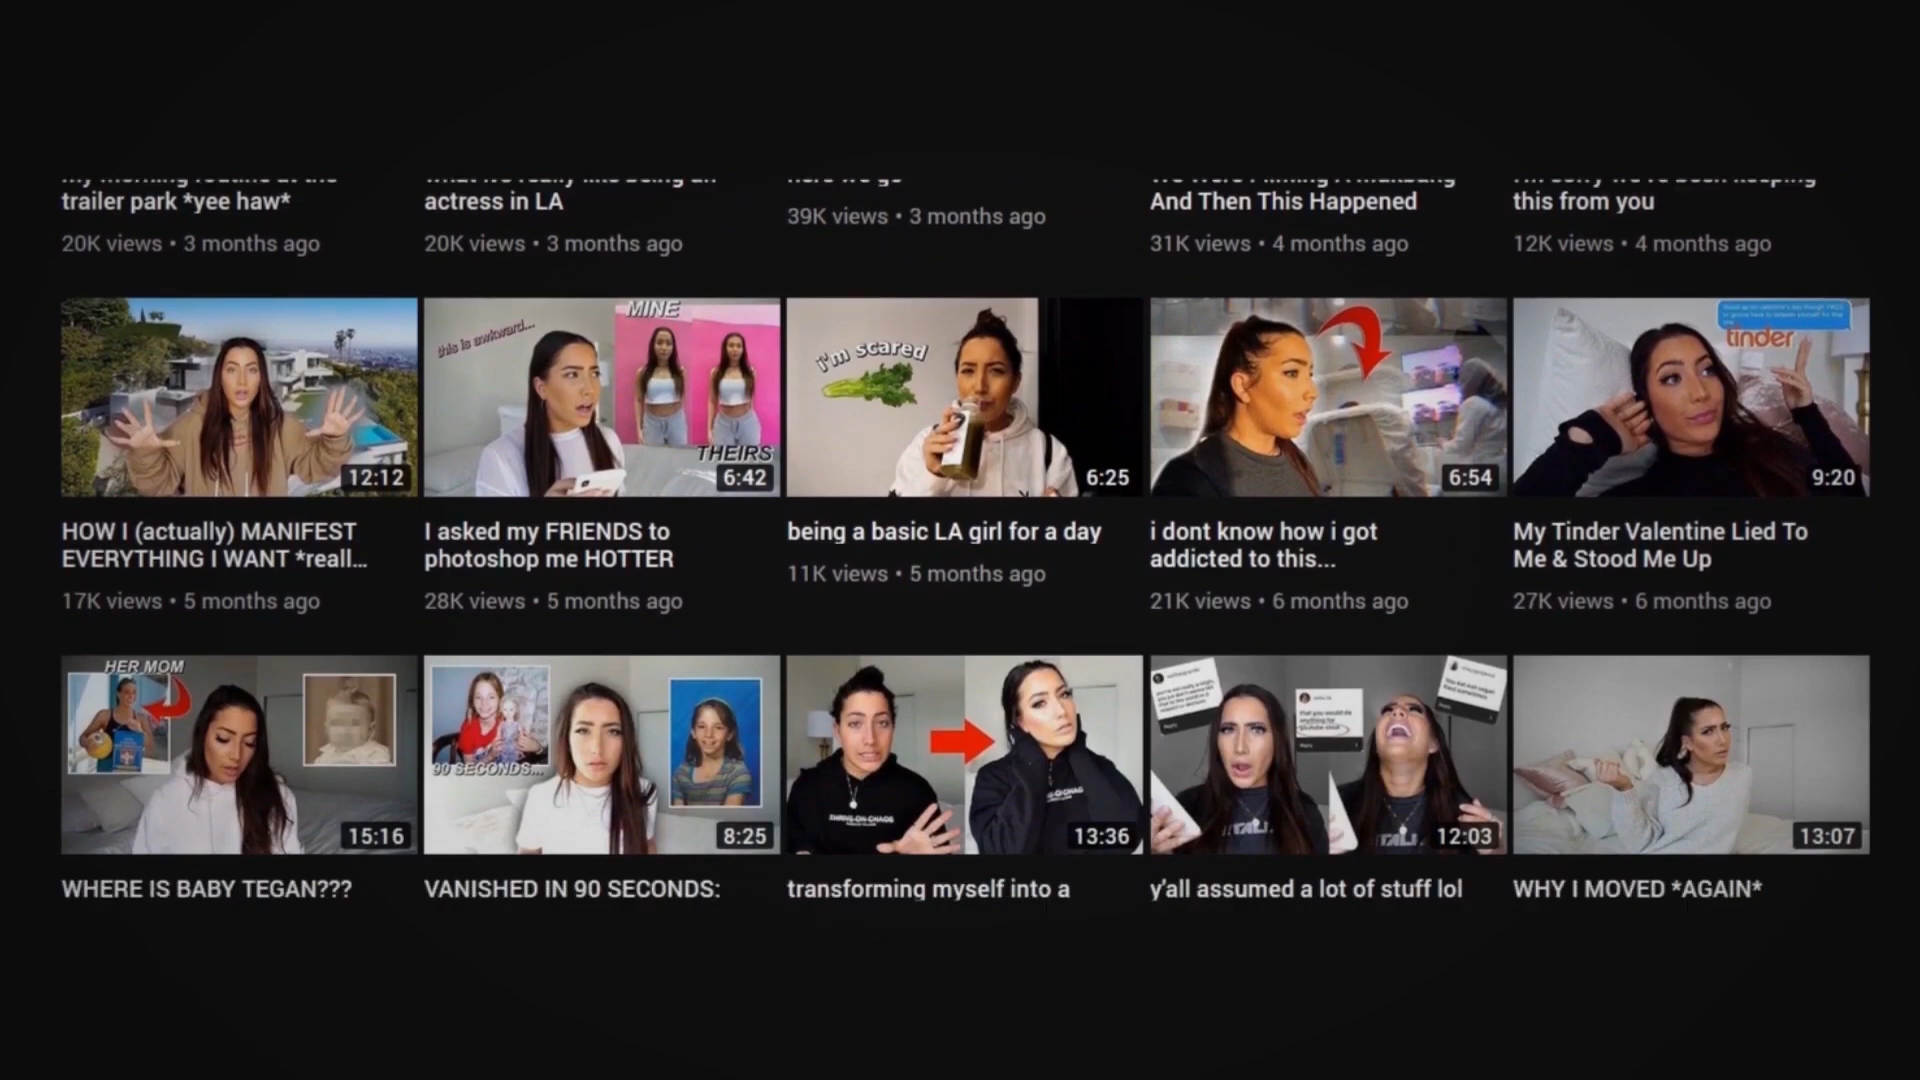 trailer park *yee haw*
20K views • 3 months ago
actress in LA
20K views • 3 months ago
39K views • 3 months ago
And Then This Happened
31K views • 4 months ago
this from you
12K views • 4 months ago
12:12
HOW I (actually) MANIFEST
EVERYTHING I WANT *reall...
17K views • 5 months ago
this is awkward...
MINE
THEIRS
6:42
I asked my FRIENDS to
photoshop me HOTTER
28K views • 5 months ago
i'm scared
6:25
being a basic LA girl for a day
11K views • 5 months ago
6:54
i dont know how i got
addicted to this...
21K views • 6 months ago
tinder
9:20
My Tinder Valentine Lied To
Me & Stood Me Up
27K views • 6 months ago
HER MOM
15:16
WHERE IS BABY TEGAN???
90 SECONDS...
8:25
VANISHED IN 90 SECONDS:
13:36
transforming myself into a
12:03
y'all assumed a lot of stuff lol
13:07
WHY I MOVED *AGAIN*